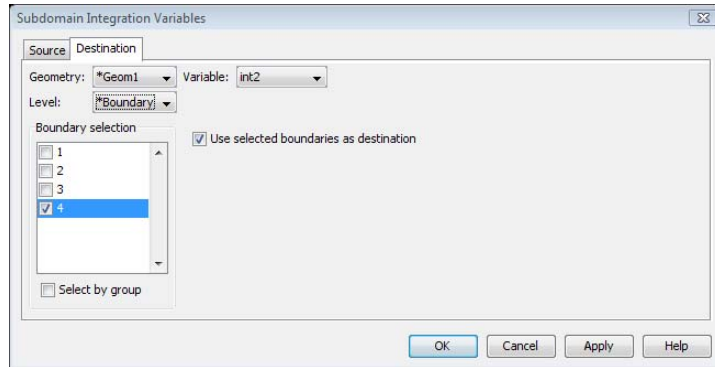 Subdomain Integration Variables
Source Destination
Geometry: *Geom1 Variable: int2
Level: *Boundary
Boundary selection
Use selected boundaries as destination
1
2
3
4
Select by group
OK Cancel Apply Help